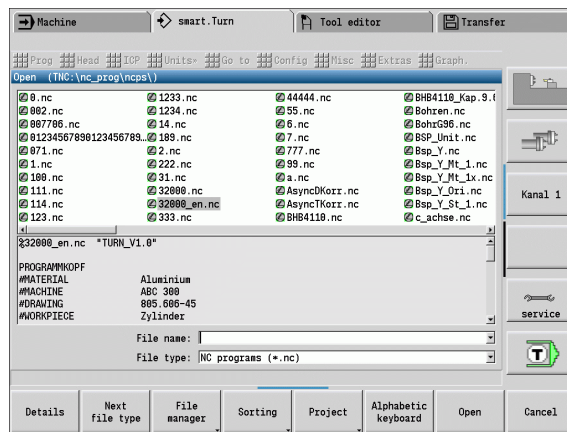 Machine smart.Turn Tool editor Transfer
Prog Head ICP Units» Go to Config Misc Extras Graph.
Open (TNC:\nc_prog\ncps\)
0.nc 1233.nc 44444.nc BHB4110_Kap.9.6
002.nc 1234.nc 55.nc Bohren.nc
007706.nc 14.nc 6.nc BohrG96.nc
01234567890123456789… 189.nc 7.nc BSP_Unit.nc
071.nc 2.nc 777.nc Bsp_Y.nc
1.nc 222.nc 99.nc Bsp_Y_Mt_1.nc
100.nc 31.nc a.nc Bsp_Y_Mt_1x.nc
111.nc 32000.nc AsyncDKorr.nc Bsp_Y_Ori.nc
114.nc 32000_en.nc AsyncTKorr.nc Bsp_Y_St_1.nc
123.nc 333.nc BHB4110.nc c_achse.nc
%32000_en.nc "TURN_V1.0"
PROGRAMMKOPF
#MATERIAL Aluminium
#MACHINE ABC 300
#DRAWING 805.606-45
#WORKPIECE Zylinder
File name:
File type: NC programs (*.nc)
Kanal 1
service
T
Details Next file type File manager Sorting Project Alphabetic keyboard Open Cancel